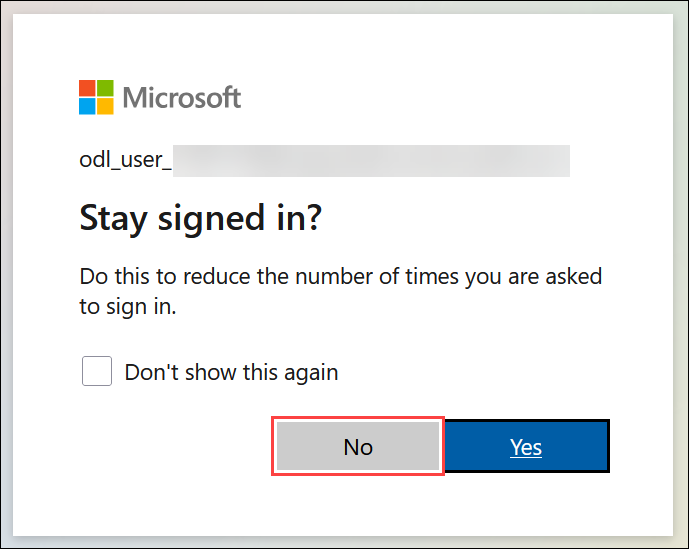 Microsoft
odl_user_
Stay signed in?
Do this to reduce the number of times you are asked
to sign in.
Don't show this again
No
Yes